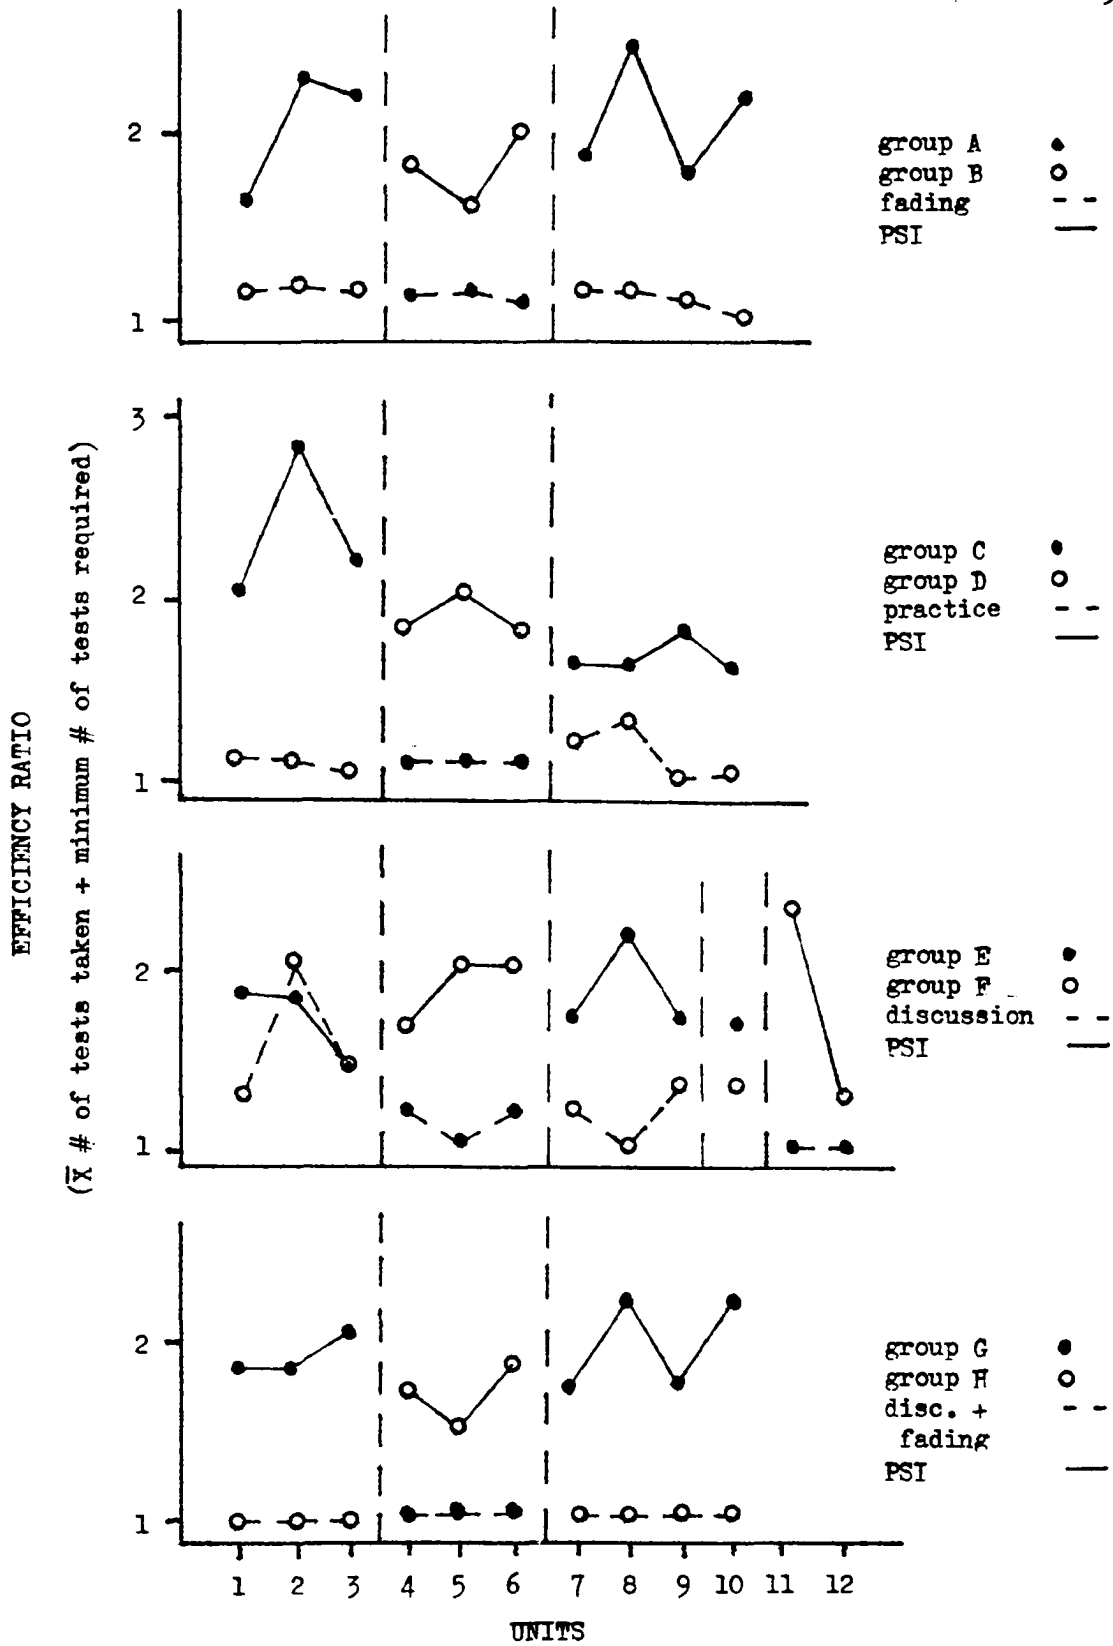 2
1
group A
group B
fading
PSI
3
2
1
group C
group D
practice
PSI
EFFICIENCY RATIO
(X̅ # of tests taken ÷ minimum # of tests required)
2
1
group E
group F
discussion
PSI
2
1
group G
group H
disc. +
fading
PSI
1 2 3 4 5 6 7 8 9 10 11 12
UNITS